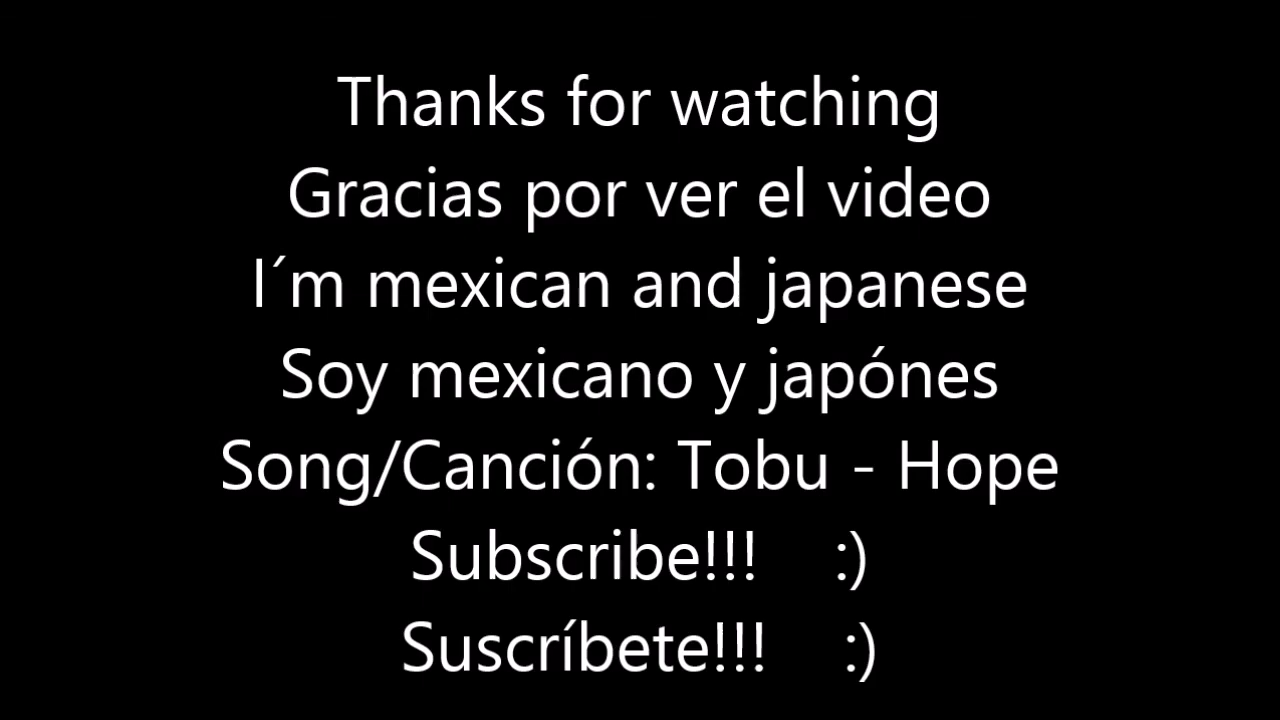 Thanks for watching
Gracias por ver el video
I´m mexican and japanese
Soy mexicano y japónes
Song/Canción: Tobu - Hope
Subscribe!!! :)
Suscríbete!!! :)